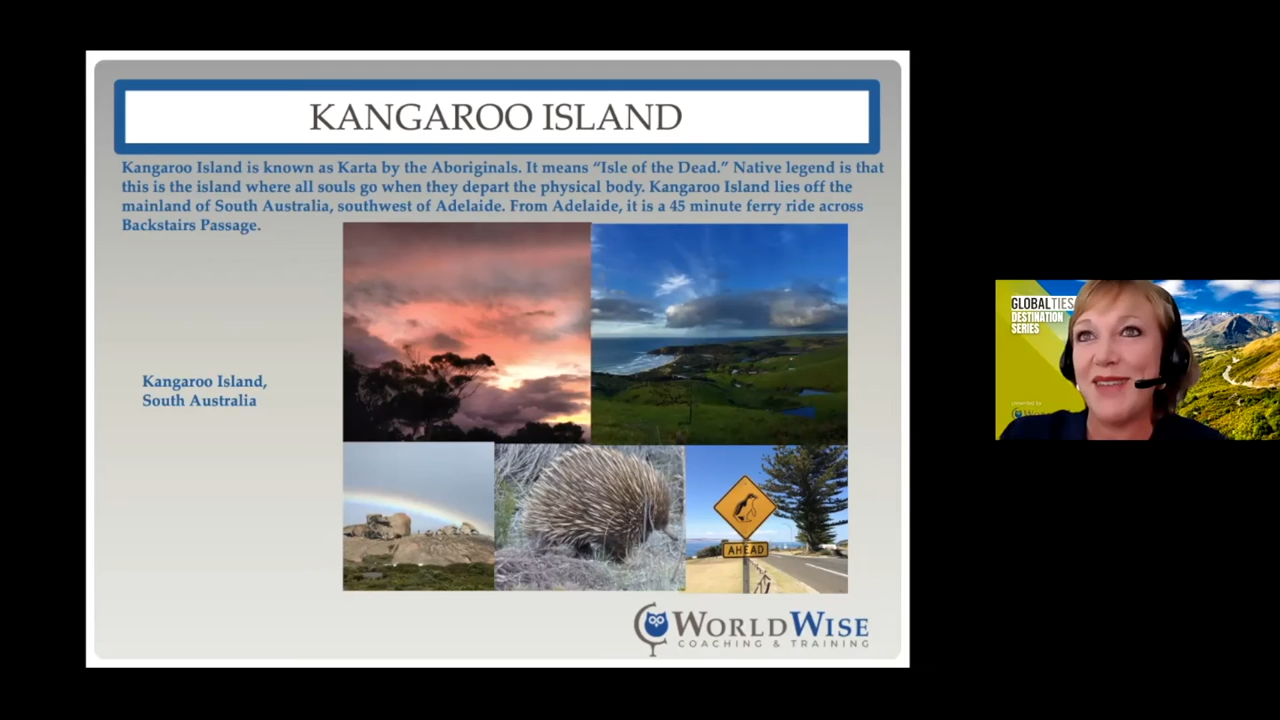 KANGAROO ISLAND
Kangaroo Island is known as Karta by the Aboriginals. It means “Isle of the Dead.” Native legend is that
this is the island where all souls go when they depart the physical body. Kangaroo Island lies off the
mainland of South Australia, southwest of Adelaide. From Adelaide, it is a 45 minute ferry ride across
Backstairs Passage.
Kangaroo Island,
South Australia
AHEAD
WORLDWISE
COACHING & TRAINING
GLOBALTIES
DESTINATION
SERIES
presented by